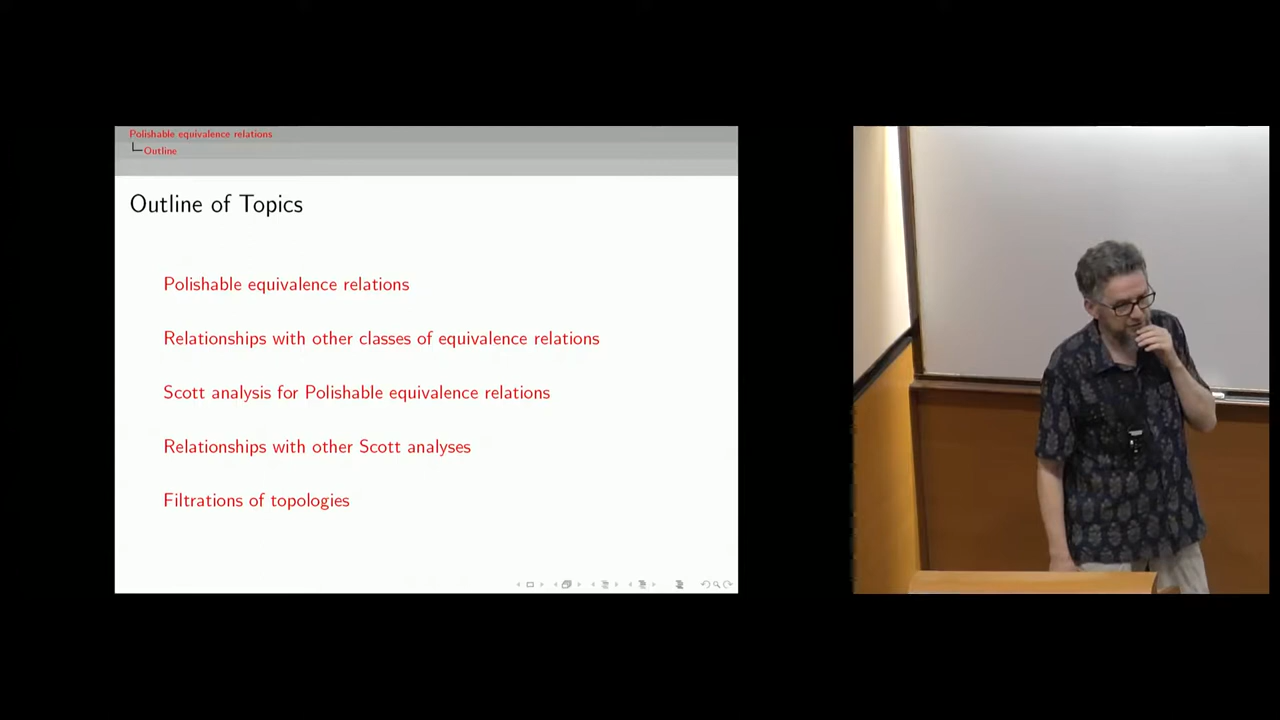 Polishable equivalence relations
Outline
Outline of Topics
Polishable equivalence relations
Relationships with other classes of equivalence relations
Scott analysis for Polishable equivalence relations
Relationships with other Scott analyses
Filtrations of topologies